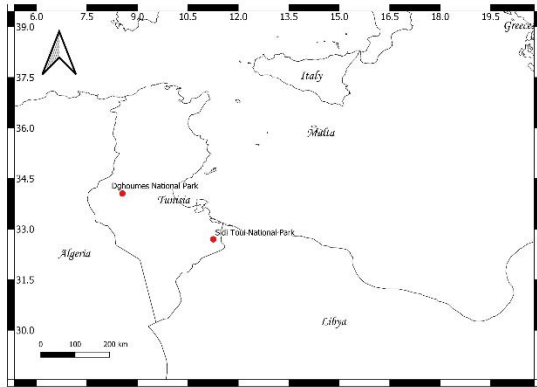 6.0 7.5 9.0 10.5 12.0 13.5 15.0 16.5 18.0 19.5
39.0
Greece
Italy
37.5
36.0
Malta
34.5
Dghoumes National Park
Tunisia
33.0
Sidi Toui National Park
Algeria
31.5
Libya
30.0
0 100 200 km